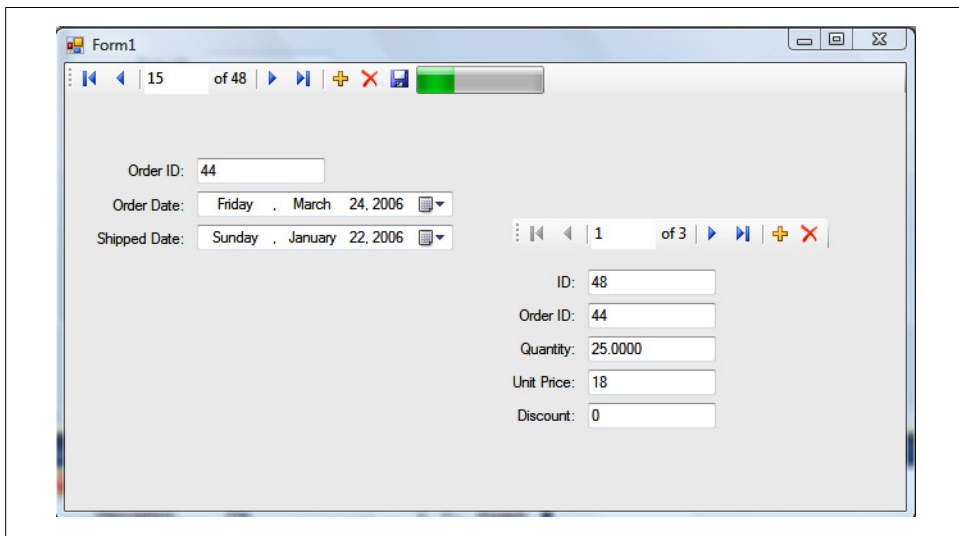 Form1
15 of 48
Order ID: 44
Order Date: Friday , March 24, 2006
Shipped Date: Sunday , January 22, 2006
1 of 3
ID: 48
Order ID: 44
Quantity: 25.0000
Unit Price: 18
Discount: 0